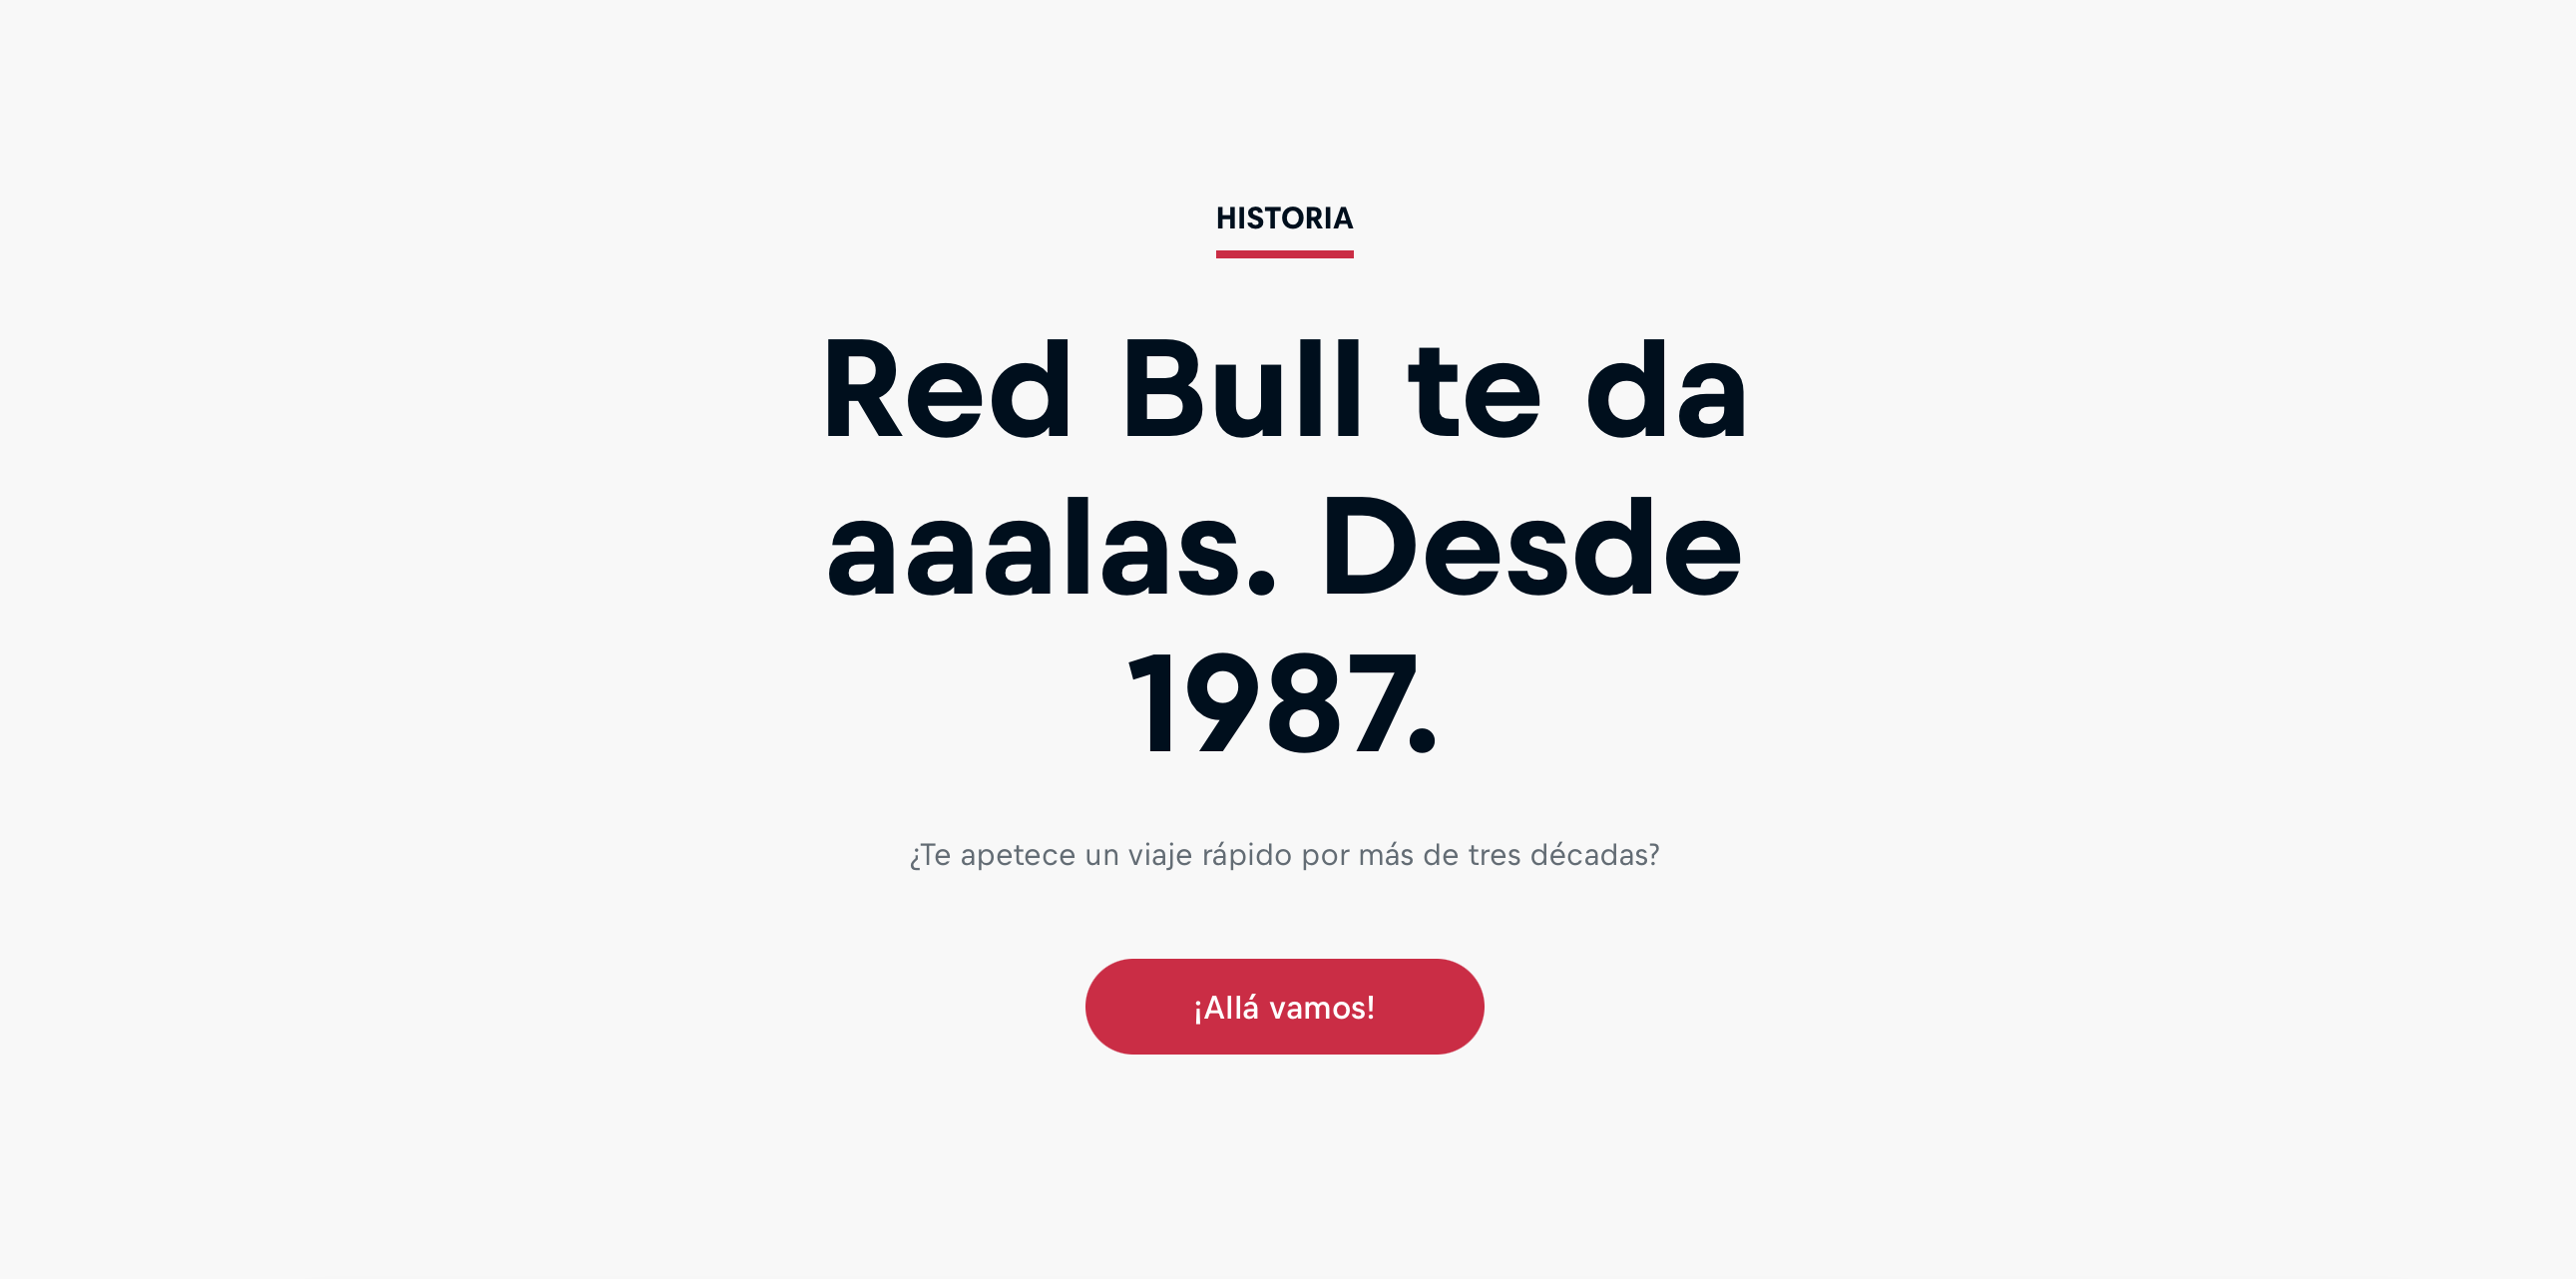 HISTORIA
Red Bull te da
aaalas. Desde
1987.
¿Te apetece un viaje rápido por más de tres décadas?
¡Allá vamos!